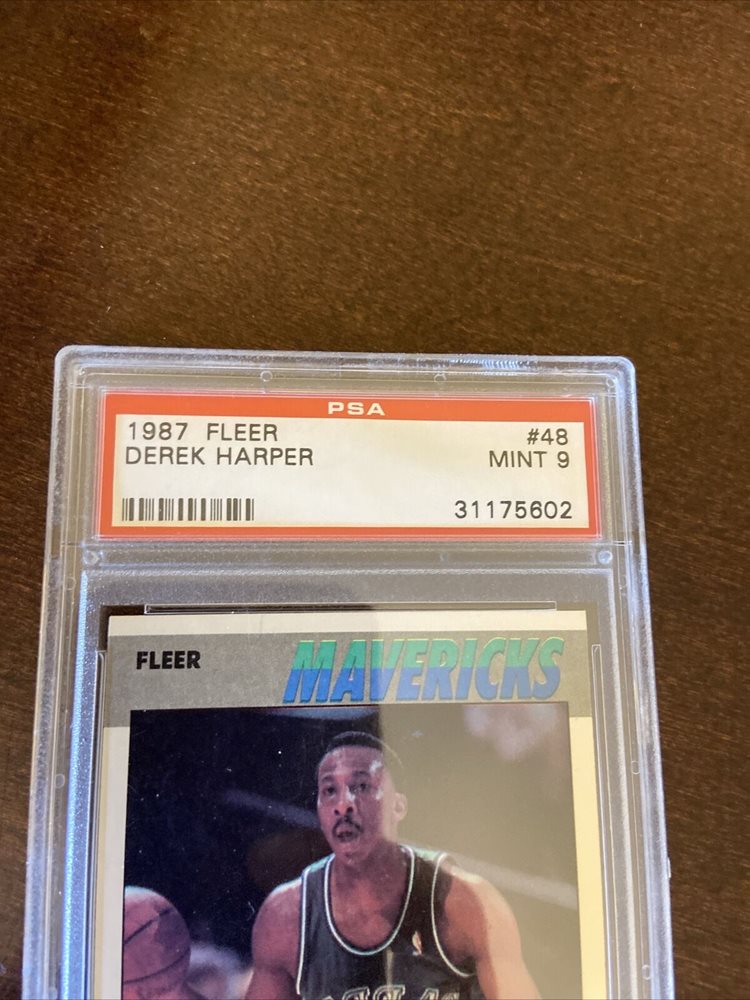 PSA
1987 FLEER #48
DEREK HARPER MINT 9
31175602
FLEER MAVERICKS